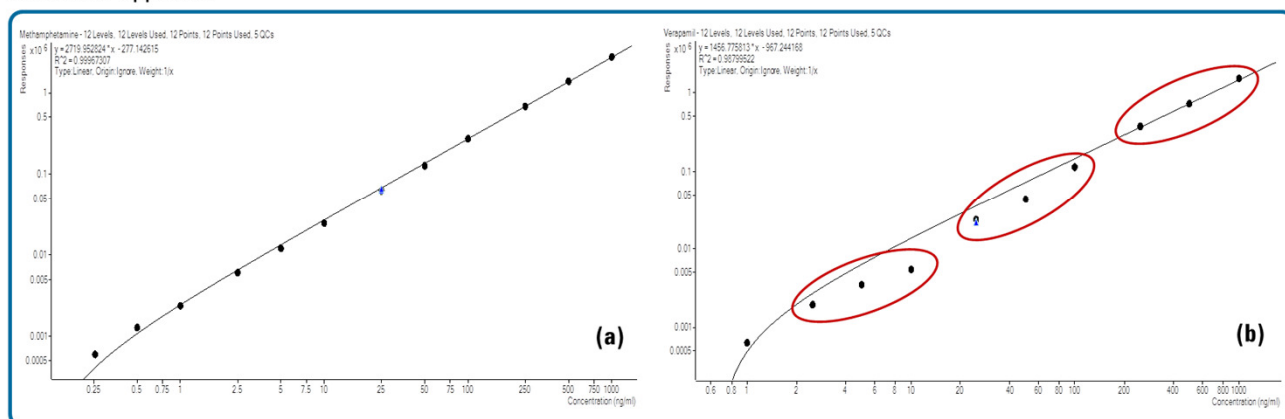 Methamphetamine - 12 Levels, 12 Levels Used, 12 Points, 12 Points Used, 5 QCs
y = 2719.952824 * x - 277.142615
R^2 = 0.99967307
Type:Linear, Origin:Ignore, Weight:1/x
Responses
x10 6
1
0.5
0.1
0.05
0.01
0.005
0.001
0.0005
(a)
0.25 0.5 0.75 1 2.5 5 7.5 10 25 50 75 100 250 500 1000
Concentration (ng/ml)
Verapamil - 12 Levels, 12 Levels Used, 12 Points, 12 Points Used, 5 QCs
y = 1456.775813 * x - 967.244168
R^2 = 0.98799522
Type:Linear, Origin:Ignore, Weight:1/x
Responses
x10 6
1
0.5
0.1
0.05
0.01
0.005
0.001
0.0005
(b)
0.6 0.8 1 2 4 6 8 10 20 40 60 80 100 200 400 600 800 1000
Concentration (ng/ml)